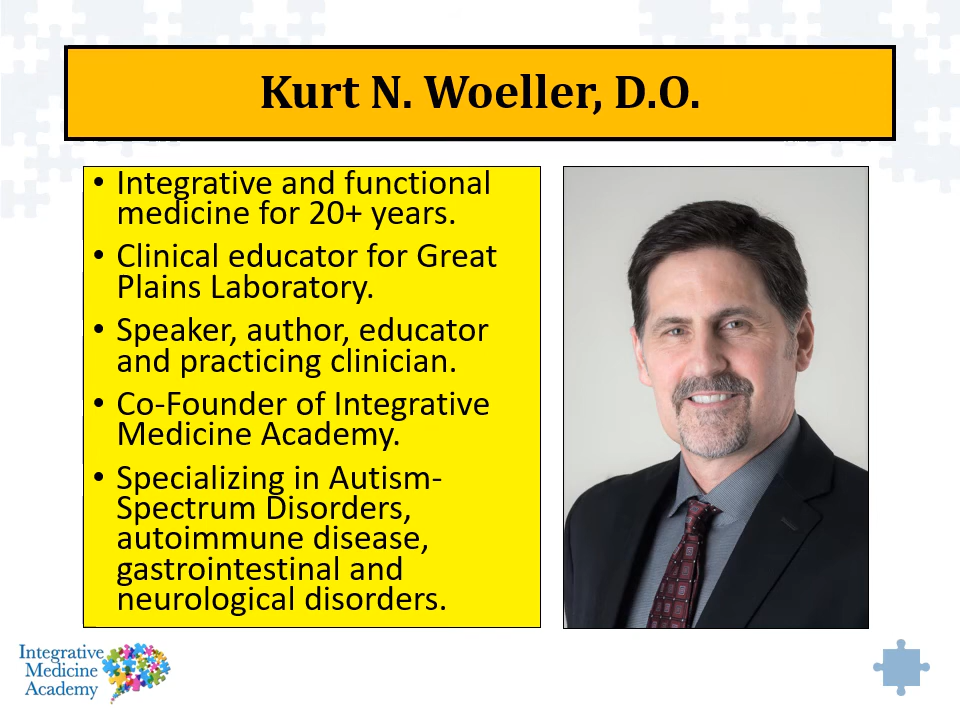 Kurt N. Woeller, D.O.
• Integrative and functional
medicine for 20+ years.
• Clinical educator for Great
Plains Laboratory.
• Speaker, author, educator
and practicing clinician.
• Co-Founder of Integrative
Medicine Academy.
• Specializing in Autism-
Spectrum Disorders,
autoimmune disease,
gastrointestinal and
neurological disorders.
Integrative
Medicine
Academy